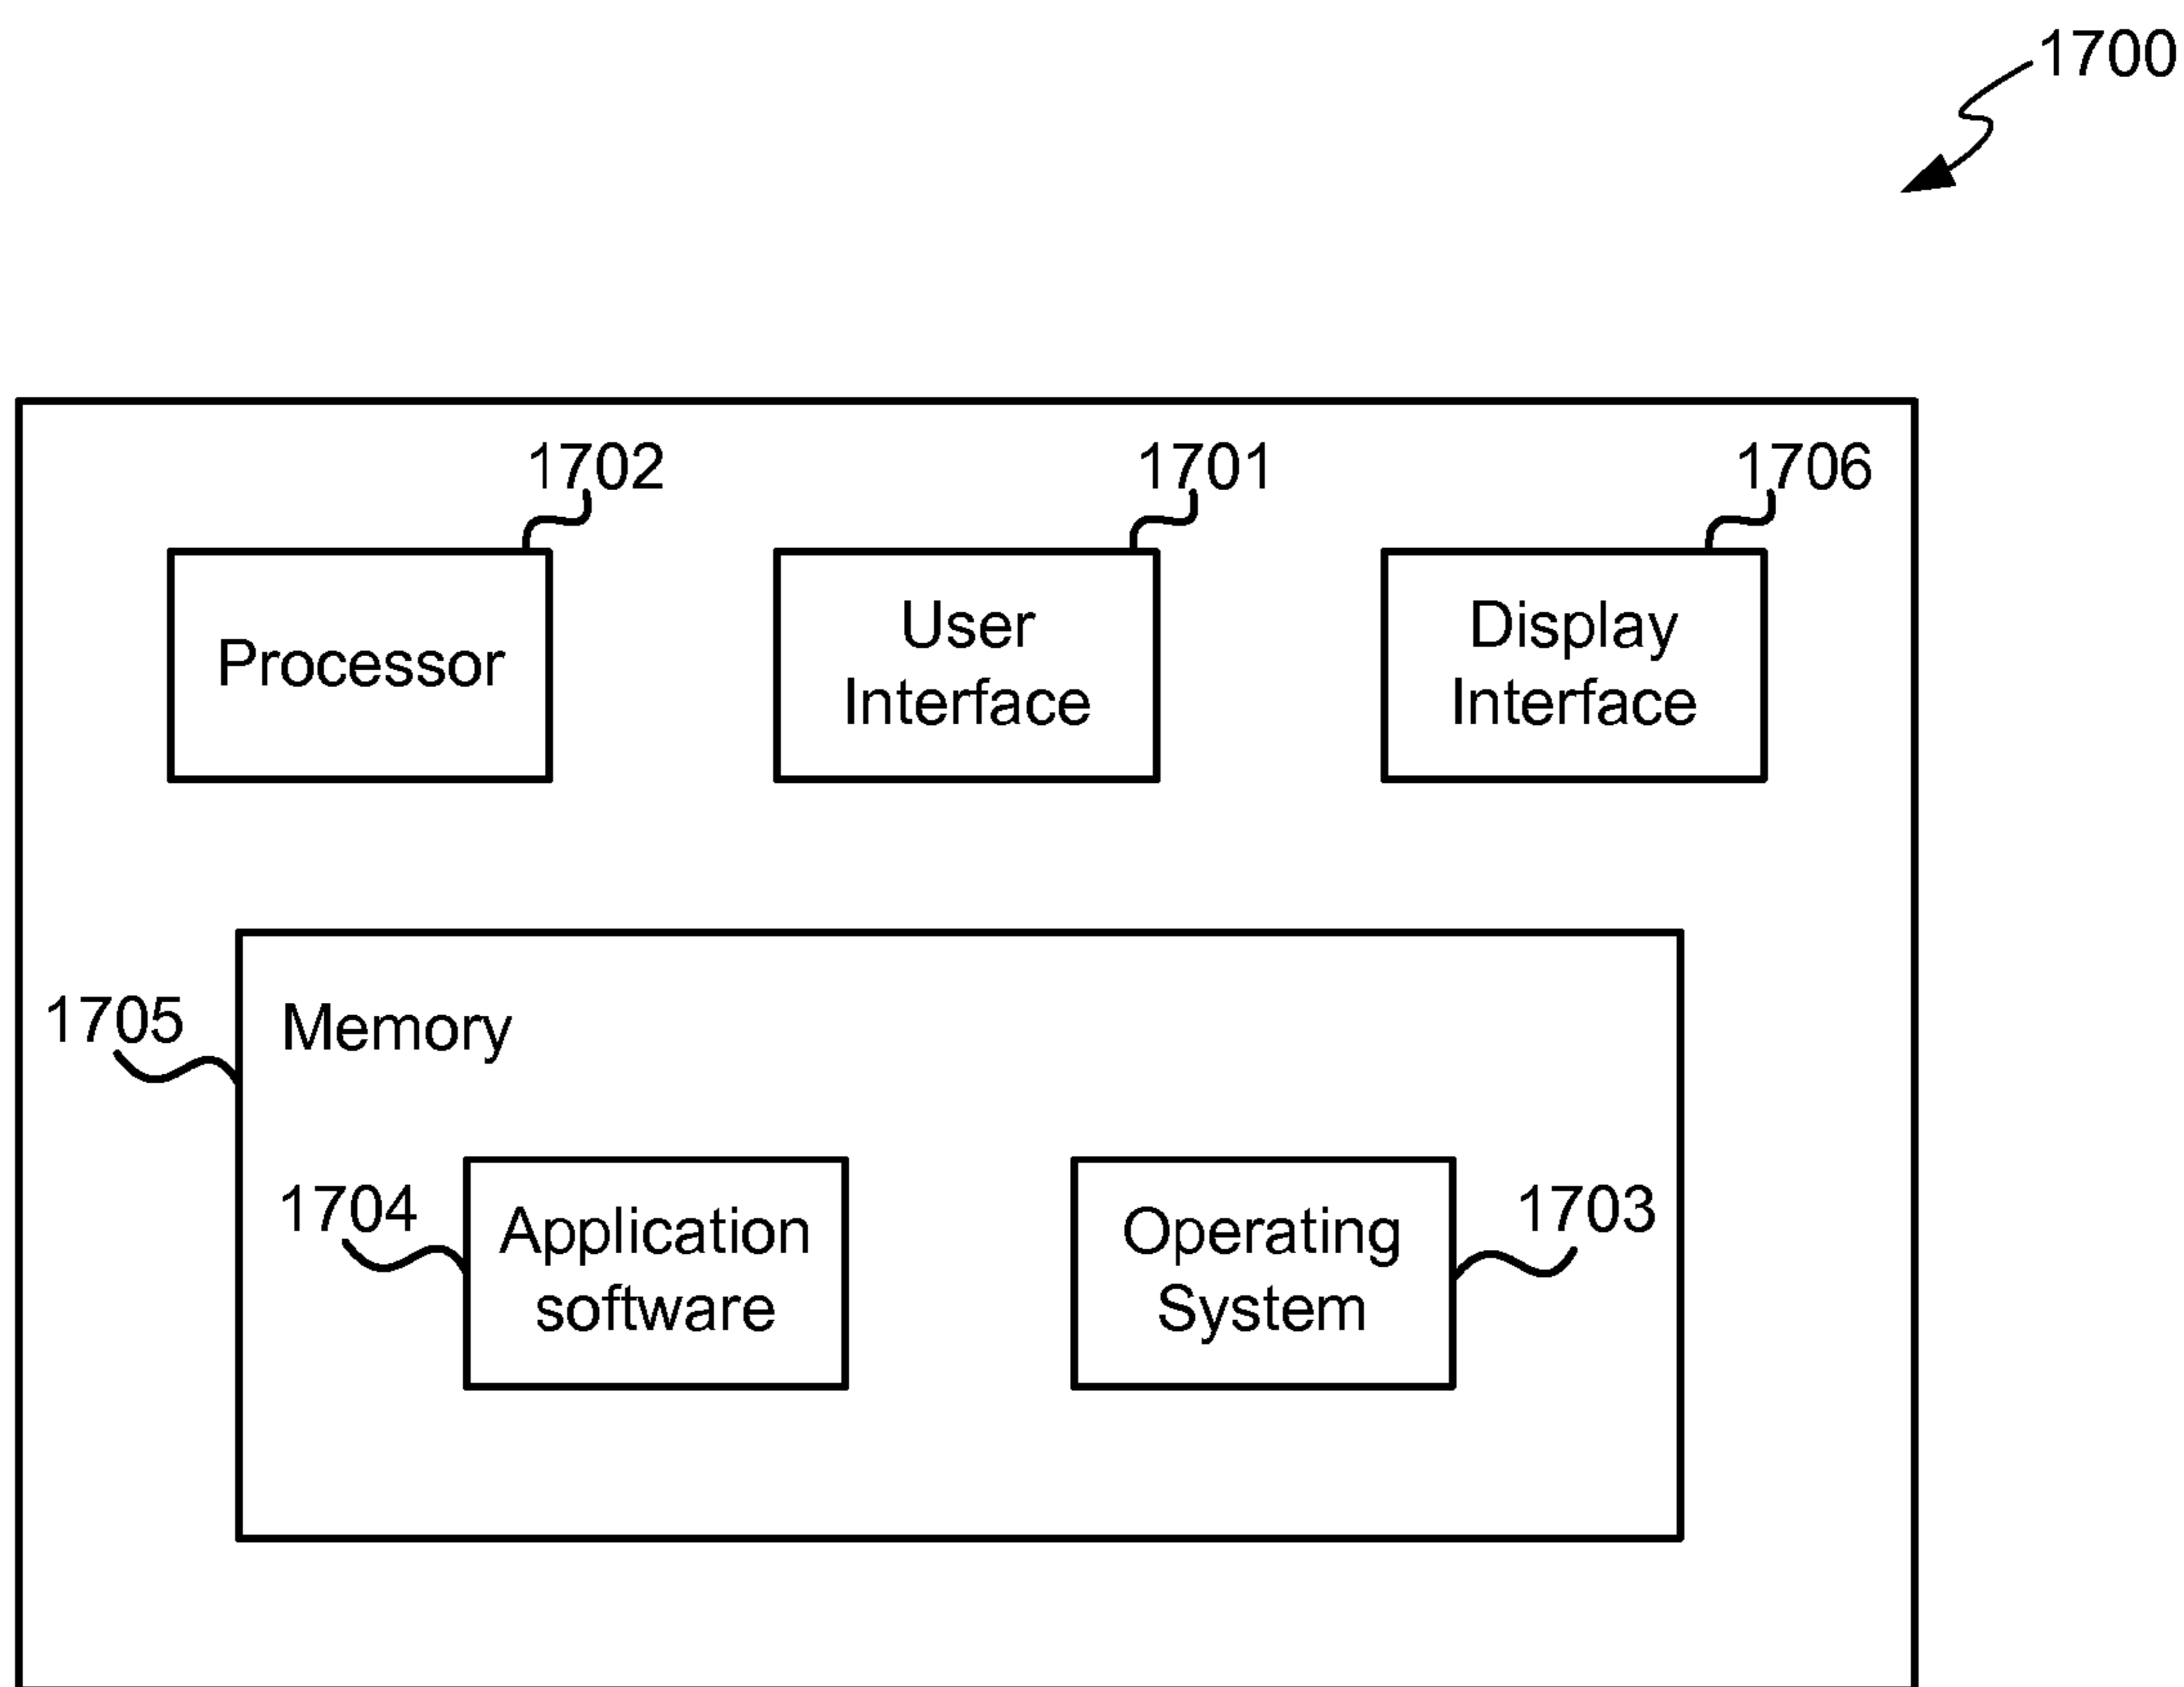 1700
1702
1701
1706
Processor
User
Interface
Display
Interface
1705
Memory
1704
Application
software
Operating
System
1703